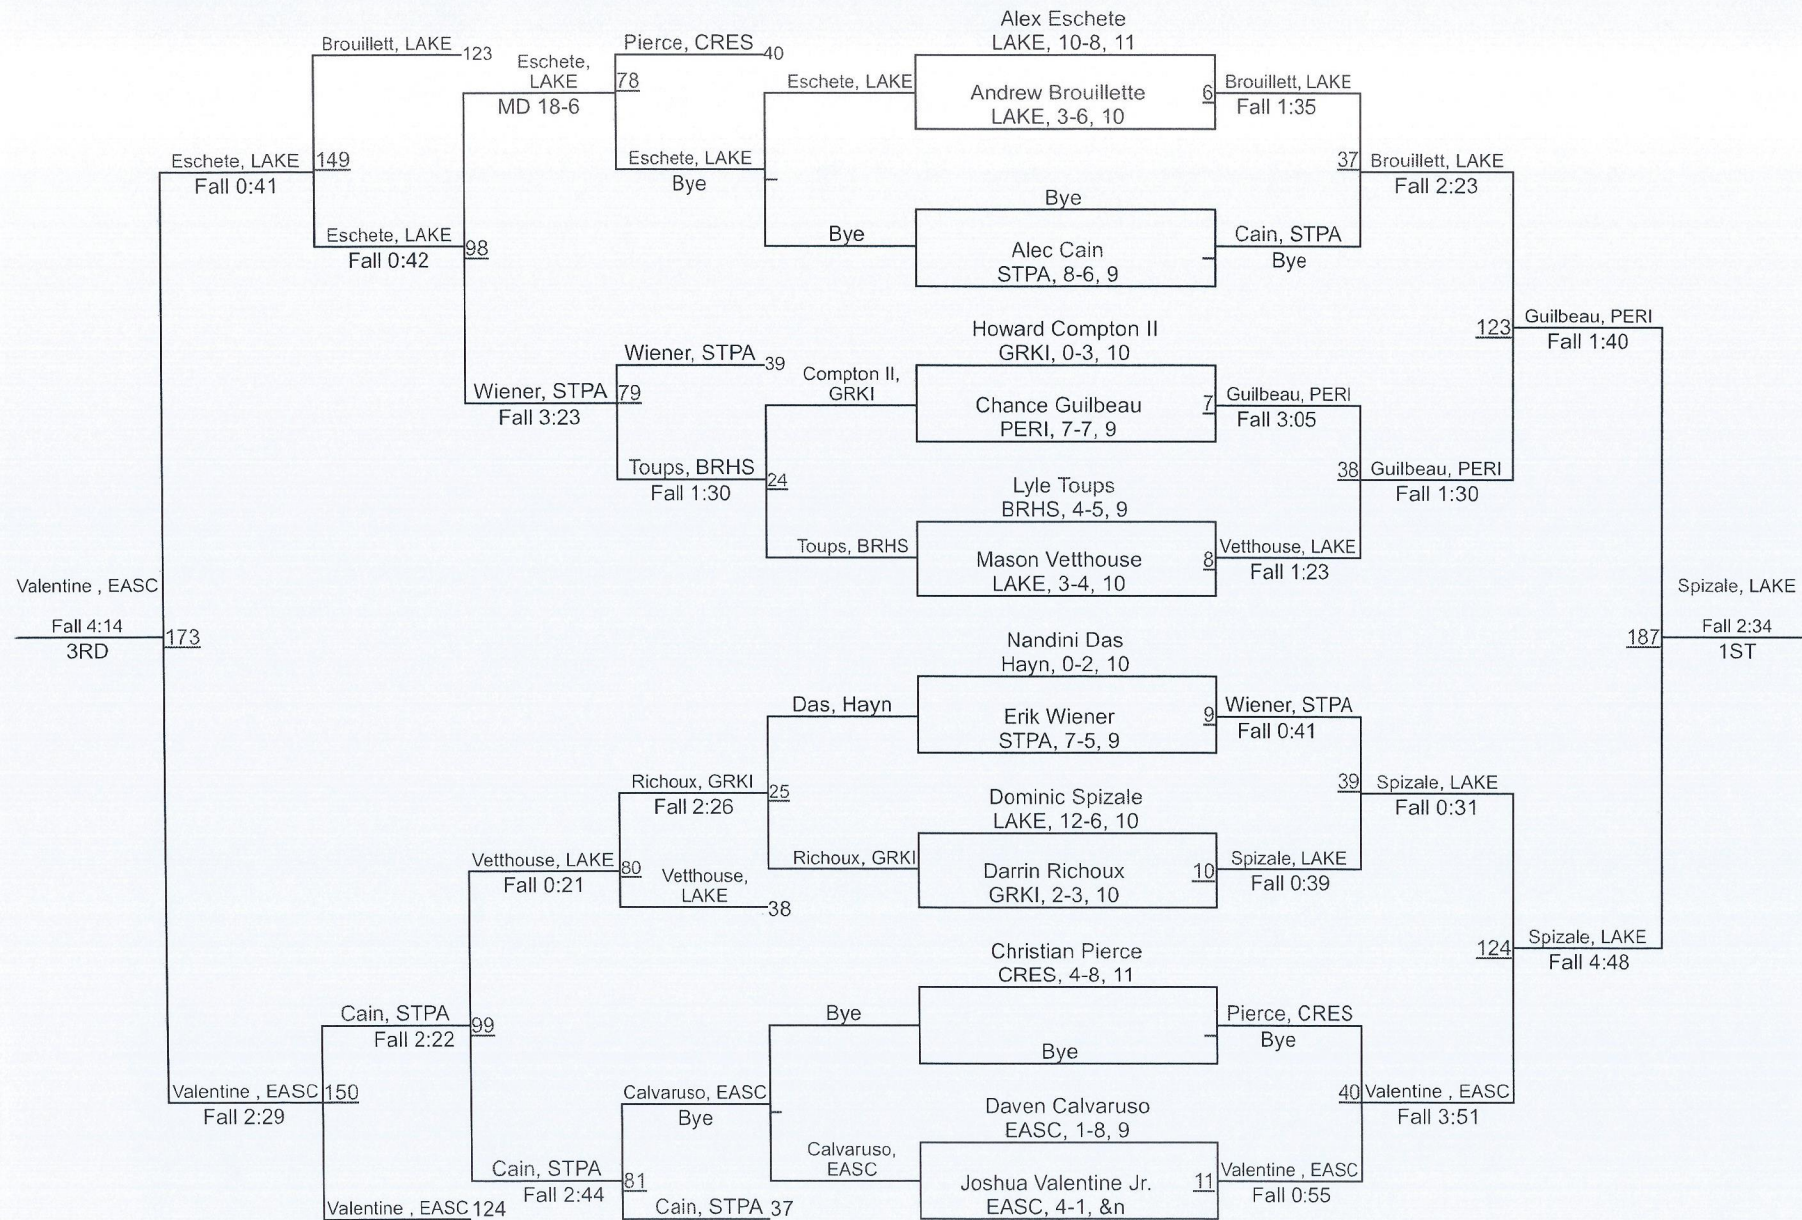 Alex Eschete
LAKE, 10-8, 11
Brouillett, LAKE
123
Eschete,
LAKE
MD 18-6
Pierce, CRES
40
78
Eschete, LAKE
Andrew Brouillette
LAKE, 3-6, 10
6
Brouillett, LAKE
Fall 1:35
Eschete, LAKE
Fall 0:41
149
Eschete, LAKE
Bye
37
Brouillett, LAKE
Fall 2:23
Bye
Eschete, LAKE
Fall 0:42
98
Bye
Alec Cain
STPA, 8-6, 9
Cain, STPA
Bye
Howard Compton II
GRKI, 0-3, 10
123
Guilbeau, PERI
Fall 1:40
Wiener, STPA
39
Wiener, STPA
Fall 3:23
79
Compton II,
GRKI
Chance Guilbeau
PERI, 7-7, 9
7
Guilbeau, PERI
Fall 3:05
Toups, BRHS
Fall 1:30
24
38
Guilbeau, PERI
Fall 1:30
Lyle Toups
BRHS, 4-5, 9
Toups, BRHS
Mason Vetthouse
LAKE, 3-4, 10
8
Vetthouse, LAKE
Fall 1:23
Valentine , EASC
Fall 4:14
3RD
173
Spizale, LAKE
187
Fall 2:34
1ST
Nandini Das
Hayn, 0-2, 10
Das, Hayn
Erik Wiener
STPA, 7-5, 9
9
Wiener, STPA
Fall 0:41
Richoux, GRKI
Fall 2:26
25
39
Spizale, LAKE
Fall 0:31
Dominic Spizale
LAKE, 12-6, 10
Vetthouse, LAKE
Fall 0:21
80
Vetthouse,
LAKE
38
Richoux, GRKI
Darrin Richoux
GRKI, 2-3, 10
10
Spizale, LAKE
Fall 0:39
Christian Pierce
CRES, 4-8, 11
124
Spizale, LAKE
Fall 4:48
Cain, STPA
Fall 2:22
99
Bye
Bye
Pierce, CRES
Bye
Valentine , EASC
Fall 2:29
150
Calvaruso, EASC
Bye
40
Valentine , EASC
Fall 3:51
Daven Calvaruso
EASC, 1-8, 9
Cain, STPA
Fall 2:44
81
Calvaruso,
EASC
Joshua Valentine Jr.
EASC, 4-1, &n
11
Valentine , EASC
Fall 0:55
Valentine , EASC
124
Cain, STPA
37